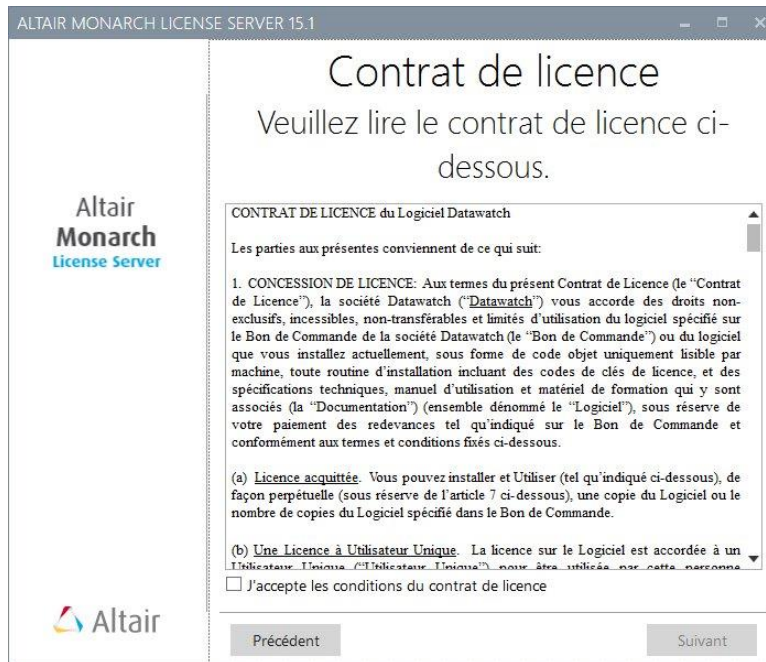 ALTAIR MONARCH LICENSE SERVER 15.1
Contrat de licence
Veuillez lire le contrat de licence ci-
dessous.
Altair
Monarch
License Server
CONTRAT DE LICENCE du Logiciel Datawatch
Les parties aux présentes conviennent de ce qui suit:
1. CONCESSION DE LICENCE: Aux termes du présent Contrat de Licence (le “Contrat
de Licence”), la société Datawatch (“Datawatch”) vous accorde des droits non-
exclusifs, incessibles, non-transférables et limités d’utilisation du logiciel spécifié sur
le Bon de Commande de la société Datawatch (le “Bon de Commande”) ou du logiciel
que vous installez actuellement, sous forme de code objet uniquement lisible par
machine, toute routine d’installation incluant des codes de clés de licence, et des
spécifications techniques, manuel d’utilisation et matériel de formation qui y sont
associés (la “Documentation”) (ensemble dénommé le “Logiciel”), sous réserve de
votre paiement des redevances tel qu’indiqué sur le Bon de Commande et
conformément aux termes et conditions fixés ci-dessous.
(a) Licence acquittée. Vous pouvez installer et Utiliser (tel qu’indiqué ci-dessous), de
façon perpétuelle (sous réserve de l’article 7 ci-dessous), une copie du Logiciel ou le
nombre de copies du Logiciel spécifié dans le Bon de Commande.
(b) Une Licence à Utilisateur Unique. La licence sur le Logiciel est accordée à un
Utilisateur Unique (“Utilisateur Unique”) pour être utilisée par cette personne
J'accepte les conditions du contrat de licence
Altair
Précédent
Suivant